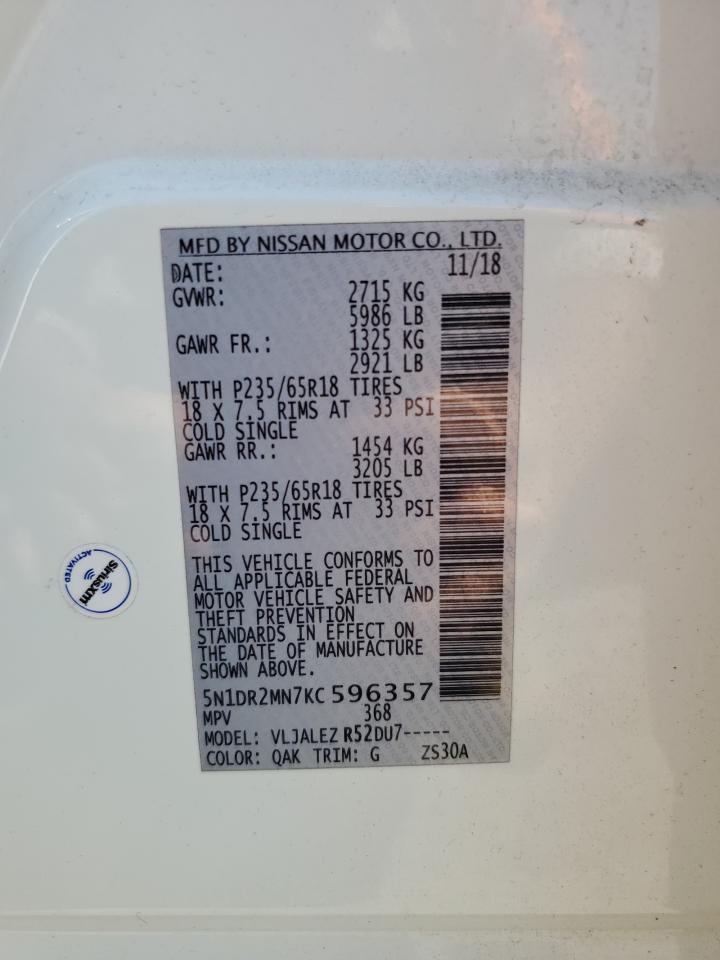 MFD BY NISSAN MOTOR CO., LTD.
DATE: 11/18
GVWR: 2715 KG
5986 LB
GAWR FR.: 1325 KG
2921 LB
WITH P235/65R18 TIRES
18 X 7.5 RIMS AT 33 PSI
COLD SINGLE
GAWR RR.: 1454 KG
3205 LB
WITH P235/65R18 TIRES
18 X 7.5 RIMS AT 33 PSI
COLD SINGLE
THIS VEHICLE CONFORMS TO
ALL APPLICABLE FEDERAL
MOTOR VEHICLE SAFETY AND
THEFT PREVENTION
STANDARDS IN EFFECT ON
THE DATE OF MANUFACTURE
SHOWN ABOVE.
5N1DR2MN7KC 596357
MPV 368
MODEL: VLJALEZ R52DU7-----
COLOR: QAK TRIM: G ZS30A
SiriusXM
ACTIVATED